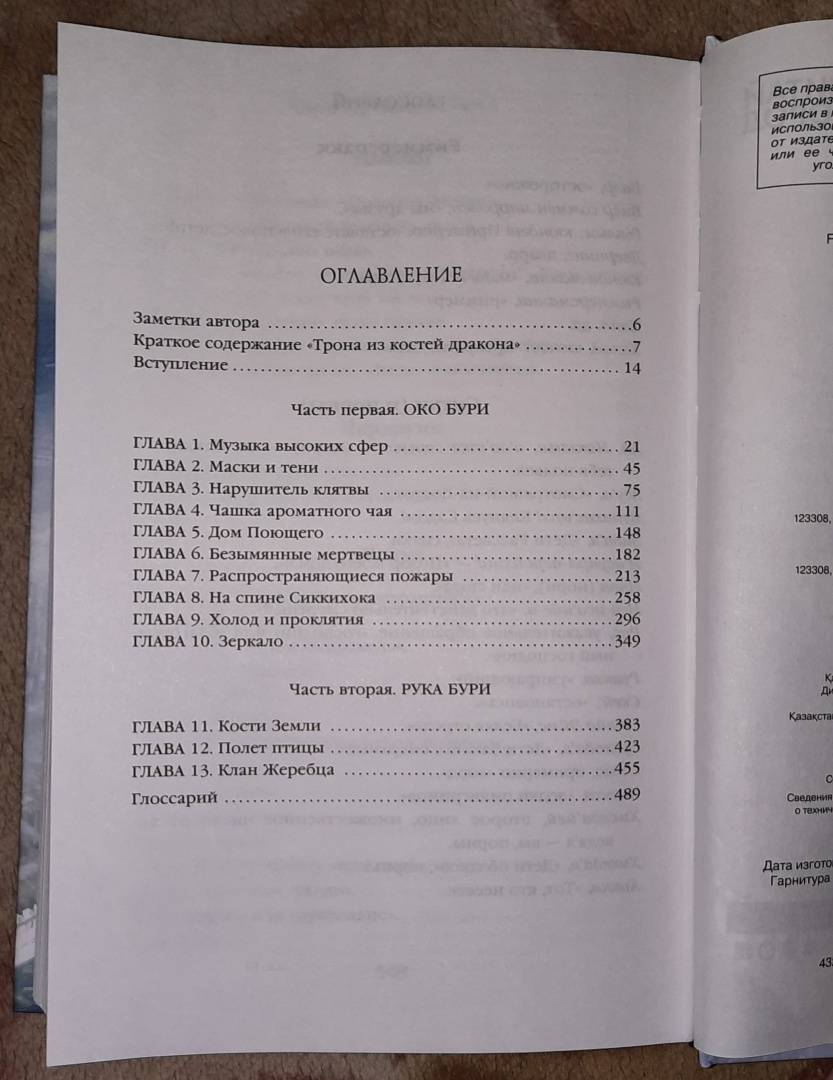 ОГЛАВЛЕНИЕ
Заметки автора ........ 6
Краткое содержание «Трона из костей дракона» ........ 7
Вступление ........ 14
Часть первая. ОКО БУРИ
ГЛАВА 1. Музыка высоких сфер ........ 21
ГЛАВА 2. Маски и тени ........ 45
ГЛАВА 3. Нарушитель клятвы ........ 75
ГЛАВА 4. Чашка ароматного чая ........ 111
ГЛАВА 5. Дом Поющего ........ 148
ГЛАВА 6. Безымянные мертвецы ........ 182
ГЛАВА 7. Распространяющиеся пожары ........ 213
ГЛАВА 8. На спине Сиккихока ........ 258
ГЛАВА 9. Холод и проклятия ........ 296
ГЛАВА 10. Зеркало ........ 349
Часть вторая. РУКА БУРИ
ГЛАВА 11. Кости Земли ........ 383
ГЛАВА 12. Полет птицы ........ 423
ГЛАВА 13. Клан Жеребца ........ 455
Глоссарий ........ 489
Все права
воспроиз
записи в
использо
от издате
или ее ч
уго
123308,
123308,
Қазақста
Сведения
о технич
Дата изгото
Гарнитура